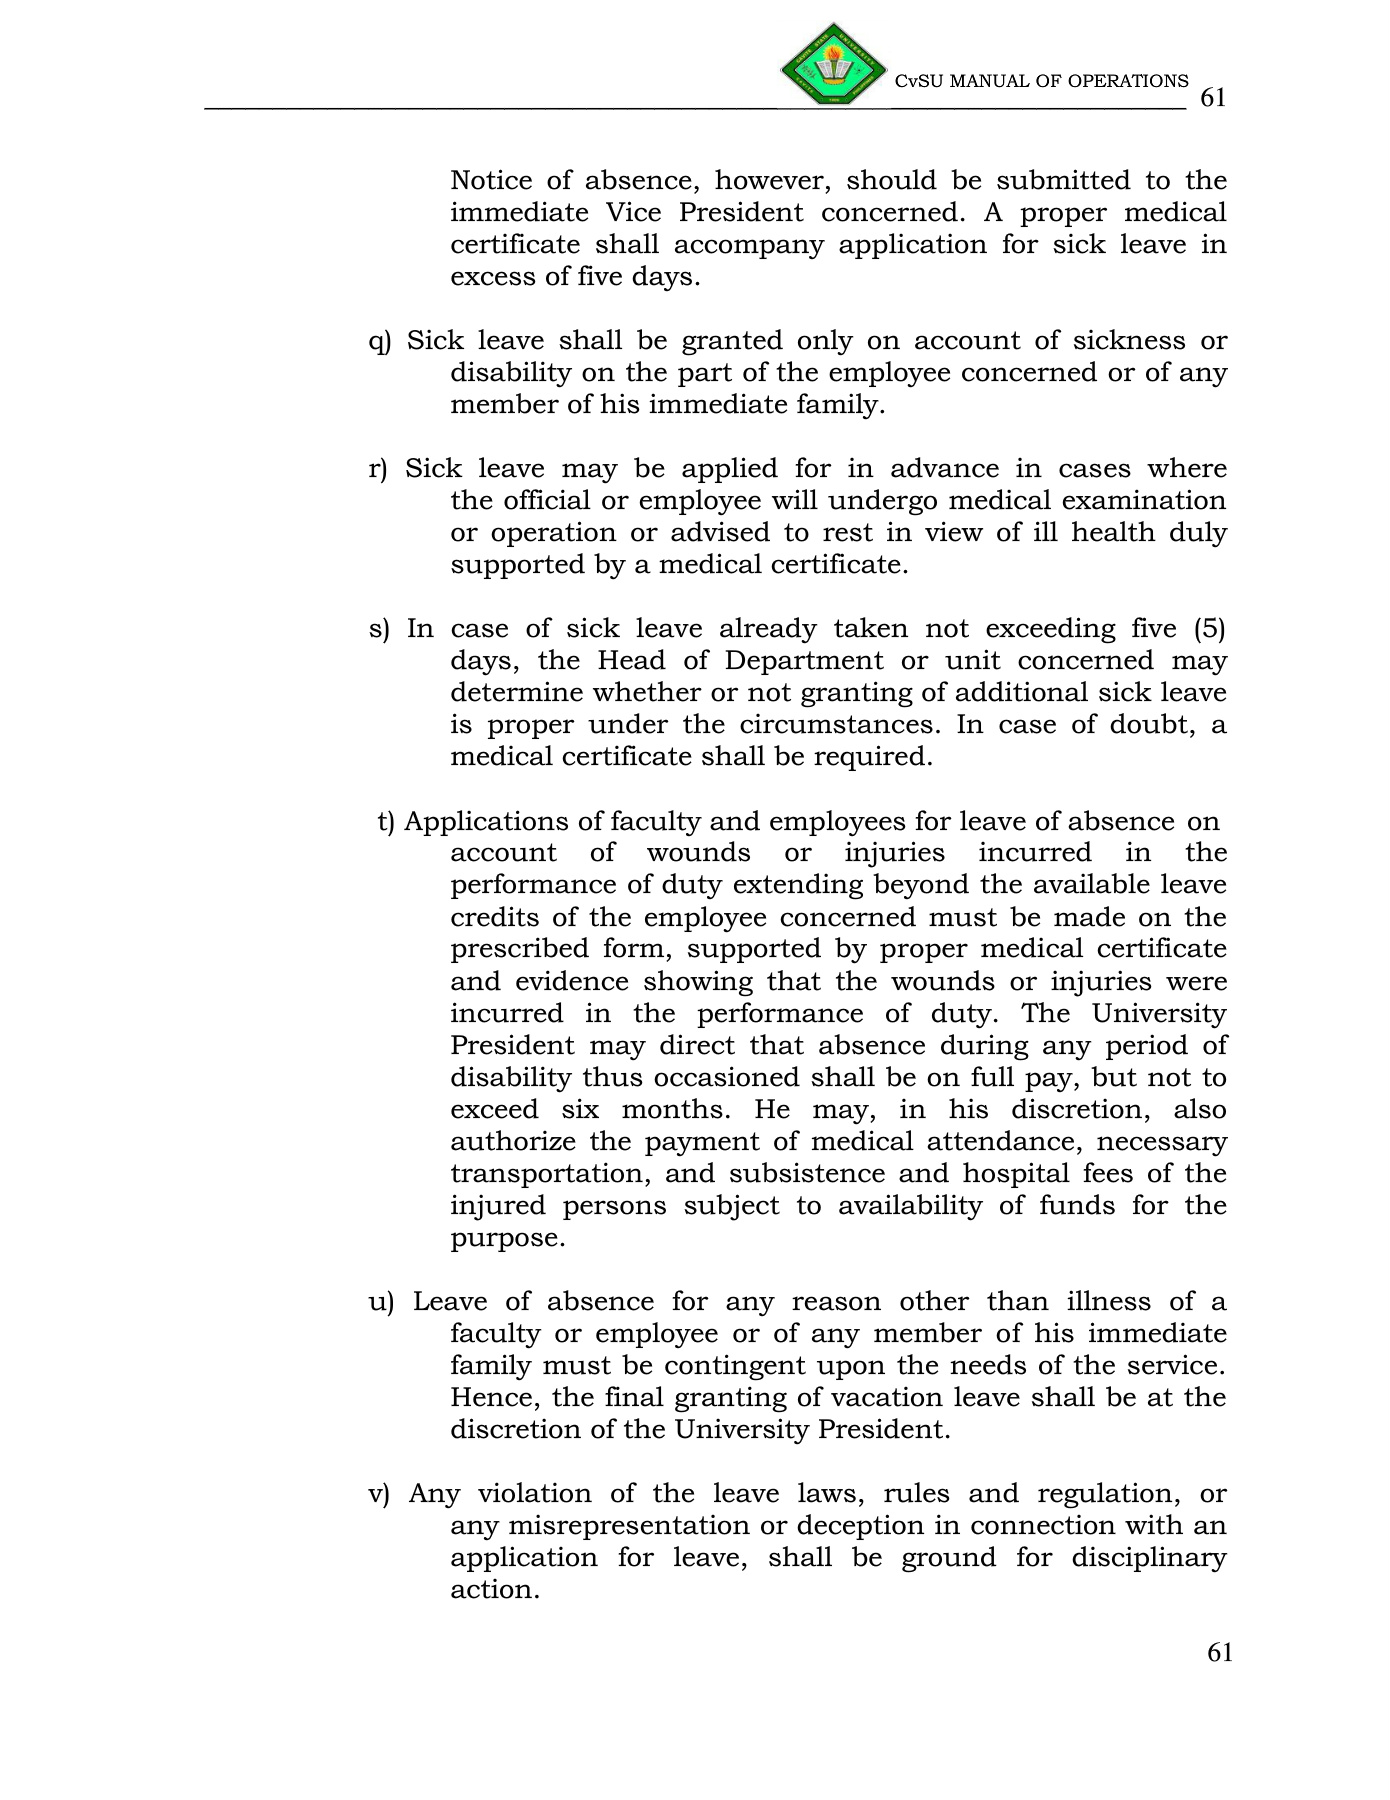 CvSU MANUAL OF OPERATIONS 61
Notice of absence, however, should be submitted to the
immediate Vice President concerned. A proper medical
certificate shall accompany application for sick leave in
excess of five days.
q) Sick leave shall be granted only on account of sickness or
disability on the part of the employee concerned or of any
member of his immediate family.
r) Sick leave may be applied for in advance in cases where
the official or employee will undergo medical examination
or operation or advised to rest in view of ill health duly
supported by a medical certificate.
s) In case of sick leave already taken not exceeding five (5)
days, the Head of Department or unit concerned may
determine whether or not granting of additional sick leave
is proper under the circumstances. In case of doubt, a
medical certificate shall be required.
t) Applications of faculty and employees for leave of absence on
account of wounds or injuries incurred in the
performance of duty extending beyond the available leave
credits of the employee concerned must be made on the
prescribed form, supported by proper medical certificate
and evidence showing that the wounds or injuries were
incurred in the performance of duty. The University
President may direct that absence during any period of
disability thus occasioned shall be on full pay, but not to
exceed six months. He may, in his discretion, also
authorize the payment of medical attendance, necessary
transportation, and subsistence and hospital fees of the
injured persons subject to availability of funds for the
purpose.
u) Leave of absence for any reason other than illness of a
faculty or employee or of any member of his immediate
family must be contingent upon the needs of the service.
Hence, the final granting of vacation leave shall be at the
discretion of the University President.
v) Any violation of the leave laws, rules and regulation, or
any misrepresentation or deception in connection with an
application for leave, shall be ground for disciplinary
action.
61